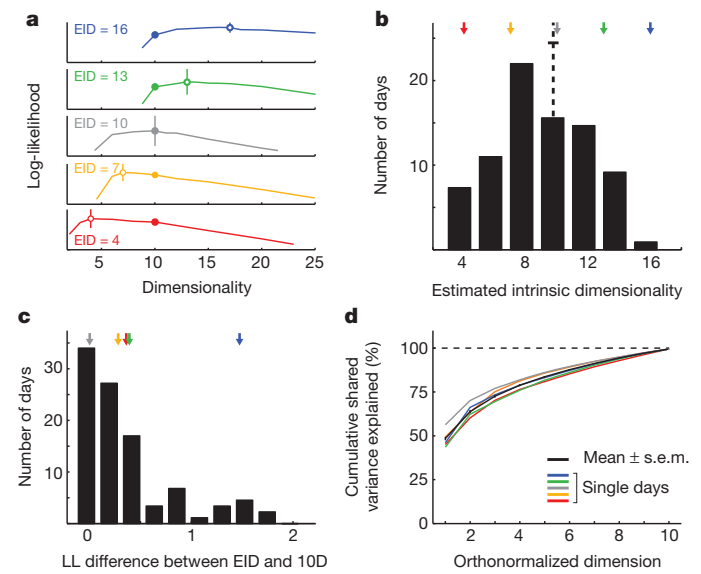 a
EID = 16
EID = 13
EID = 10
EID = 7
EID = 4
Log-likelihood
5 10 15 20 25
Dimensionality
b
Number of days
20
10
4 8 12 16
Estimated intrinsic dimensionality
c
Number of days
30
20
10
0 1 2
LL difference between EID and 10D
d
Cumulative shared
variance explained (%)
100
75
50
25
0
Mean ± s.e.m.
Single days
2 4 6 8 10
Orthonormalized dimension